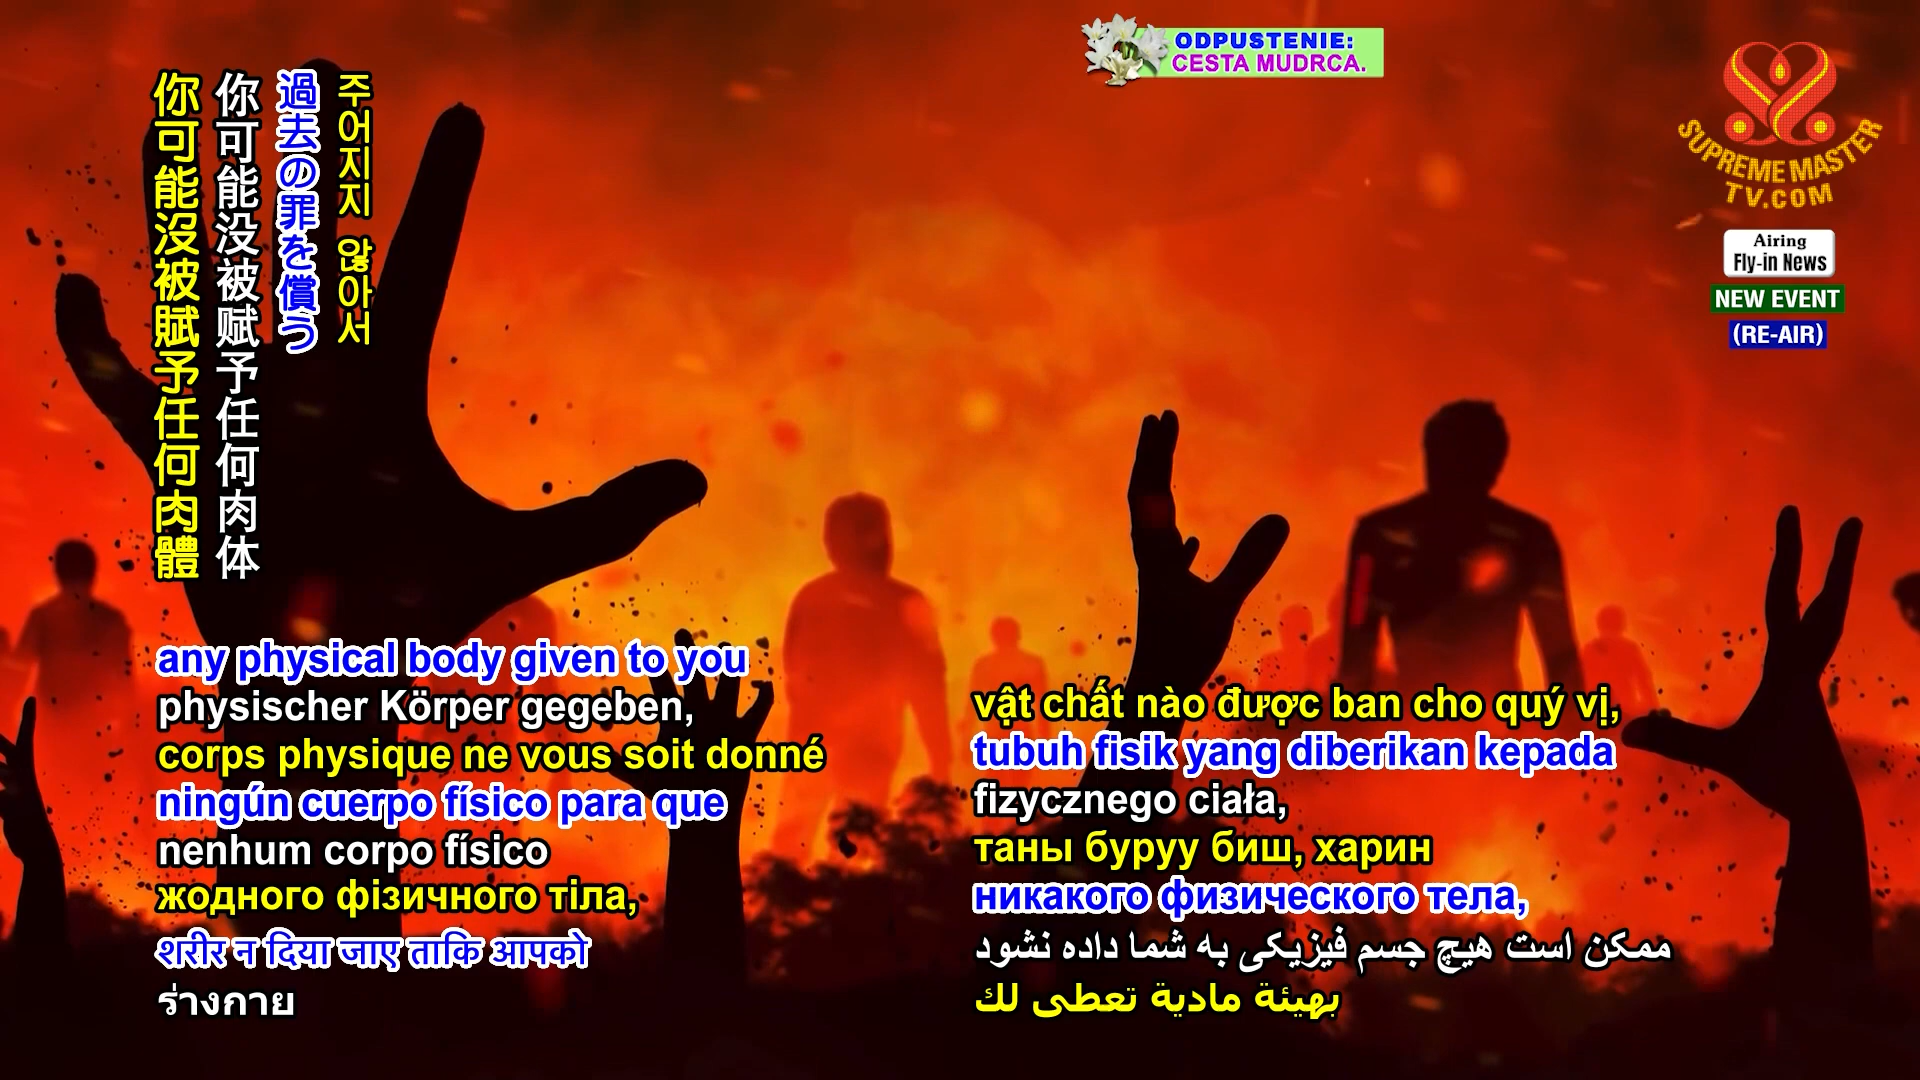 ODPUSTENIE:
CESTA MUDRCA.
SUPREME MASTER
TV.COM
Airing
Fly-in News
NEW EVENT
(RE-AIR)
주어지지 않아서
過去の罪を償う
你可能没被赋予任何肉体
你可能沒被賦予任何肉體
any physical body given to you
physischer Körper gegeben,
corps physique ne vous soit donné
ningún cuerpo físico para que
nenhum corpo físico
жодного фізичного тіла,
शरीर न दिया जाए ताकि आपको
ร่างกาย
vật chất nào được ban cho quý vị,
tubuh fisik yang diberikan kepada
fizycznego ciała,
таны буруу биш, харин
никакого физического тела,
ممکن است هیچ جسم فیزیکی به شما داده نشود
بهيئة مادية تعطى لك